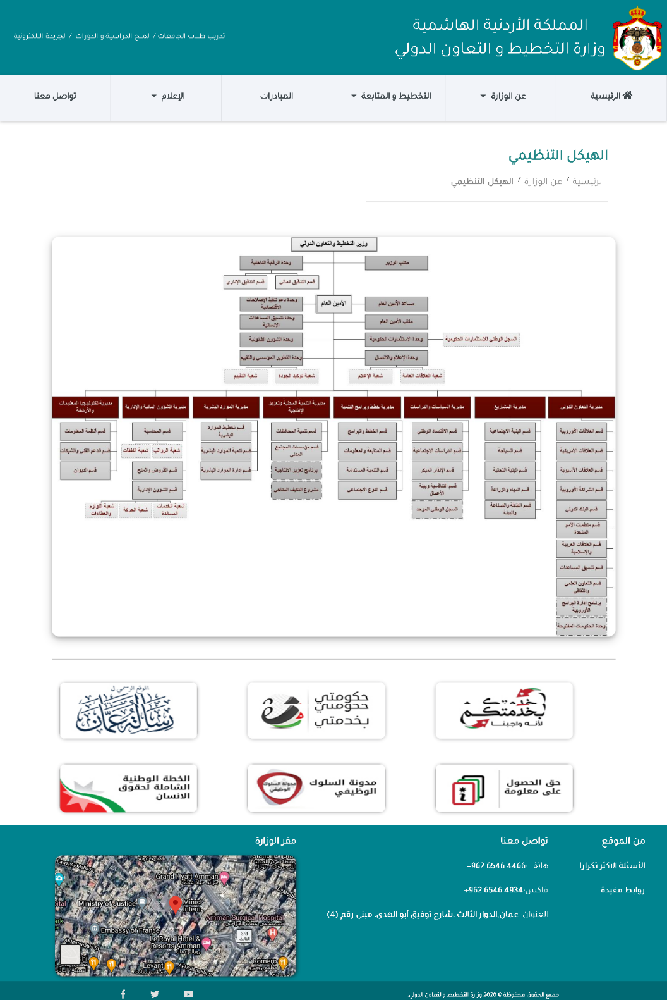 المملكة الأردنية الهاشمية
وزارة التخطيط و التعاون الدولي
تدريب طلاب الجامعات / المنح الدراسية و الدورات / الجريدة الالكترونية
الرئيسية
عن الوزارة
التخطيط و المتابعة
المبادرات
الإعلام
تواصل معنا
الهيكل التنظيمي
الرئيسية / عن الوزارة / الهيكل التنظيمي
وزير التخطيط والتعاون الدولي
مكتب الوزير
وحدة الرقابة الداخلية
قسم التدقيق المالي
قسم التدقيق الإداري
الأمين العام
مساعد الأمين العام
وحدة دعم تنفيذ الإصلاحات
الاقتصادية
مكتب الأمين العام
وحدة تنسيق المساعدات
الإنسانية
السجل الوطني للاستثمارات الحكومية
وحدة الاستثمارات الحكومية
وحدة الشؤون القانونية
وحدة الإعلام والاتصال
وحدة التطوير المؤسسي والتقييم
شعبة العلاقات العامة
شعبة الإعلام
شعبة توكيد الجودة
شعبة التقييم
مديرية التعاون الدولي
مديرية المشاريع
مديرية السياسات والدراسات
مديرية خطط وبرامج التنمية
مديرية التنمية المحلية وتعزيز
الإنتاجية
مديرية الموارد البشرية
مديرية الشؤون المالية والإدارية
مديرية تكنولوجيا المعلومات
والأرشفة
قسم العلاقات الأوروبية
قسم العلاقات الأمريكية
قسم العلاقات الآسيوية
قسم الشراكة الأوروبية
قسم البنك الدولي
قسم منظمات الأمم
المتحدة
قسم العلاقات العربية
والإسلامية
قسم تنسيق المساعدات
قسم التعاون العلمي
والثقافي
برنامج إدارة البرامج
الأوروبية
وحدة الحكومات المفتوحة
قسم البنية الاجتماعية
قسم السياحة
قسم البنية التحتية
قسم المياه والزراعة
قسم الطاقة والصناعة
والبيئة
قسم الاقتصاد الوطني
قسم الدراسات الاجتماعية
قسم الإنذار المبكر
قسم التنافسية وبيئة
الأعمال
السجل الوطني الموحد
قسم الخطط والبرامج
قسم المتابعة والمعلومات
قسم التنمية المستدامة
قسم النوع الاجتماعي
قسم تنمية المحافظات
قسم مؤسسات المجتمع
المدني
برنامج تعزيز الانتاجية
مشروع التكيف المناخي
قسم تخطيط الموارد
البشرية
قسم تنمية الموارد البشرية
قسم إدارة الموارد البشرية
قسم المحاسبة
شعبة الرواتب
شعبة النفقات
قسم القروض والمنح
قسم الشؤون الإدارية
شعبة الخدمات
المساندة
شعبة الحركة
شعبة اللوازم
والعطاءات
قسم أنظمة المعلومات
قسم الدعم الفني والشبكات
قسم الديوان
بخدمتكم
لأنه واجبنا
حكومتي
بخدمتي
الموقع الرسمي ل
رسالة عمّان
حق الحصول
على معلومة
مدونة السلوك
الوظيفي
مدونة السلوك
الوظيفي
الخطة الوطنية
الشاملة لحقوق
الانسان
من الموقع
الأسئلة الاكثر تكرارا
روابط مفيدة
تواصل معنا
هاتف :4466 6546 962+
فاكس:4934 6546 962+
العنوان: عمان,الدوار الثالث ،شارع توفيق أبو الهدى، مبنى رقم (4)
مقر الوزارة
Fawzi Al-Melki St.
Grand Hyatt Amman
جراند حياة عمان
Ministry of Justice
Minist
Intern
Amman Surgical Hospital
مستشفى عمان الجراحي
Embassy of France
3rd
الثالث
Le Royal Hotel &
Resorts Amman
رويال عمان
Al-Mutanabbi St.
Levant
مطعم ليفانت
Al-Mutanabbi St.
Romero
مطعم روميرو
جميع الحقوق محفوظة © 2020 وزارة التخطيط والتعاون الدولي.